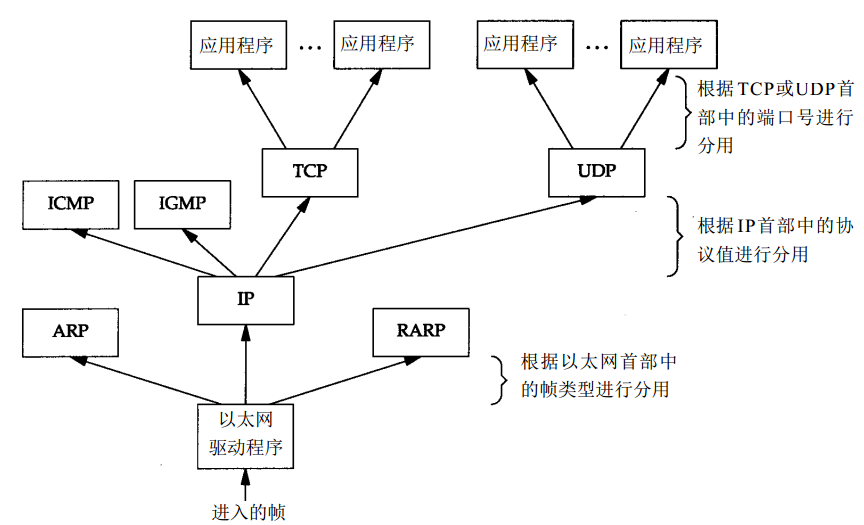 应用程序 … 应用程序 应用程序 … 应用程序
根据TCP或UDP首
部中的端口号进行
分用
TCP UDP
ICMP IGMP
根据IP首部中的协
议值进行分用
IP
ARP RARP
根据以太网首部中
的帧类型进行分用
以太网
驱动程序
进入的帧